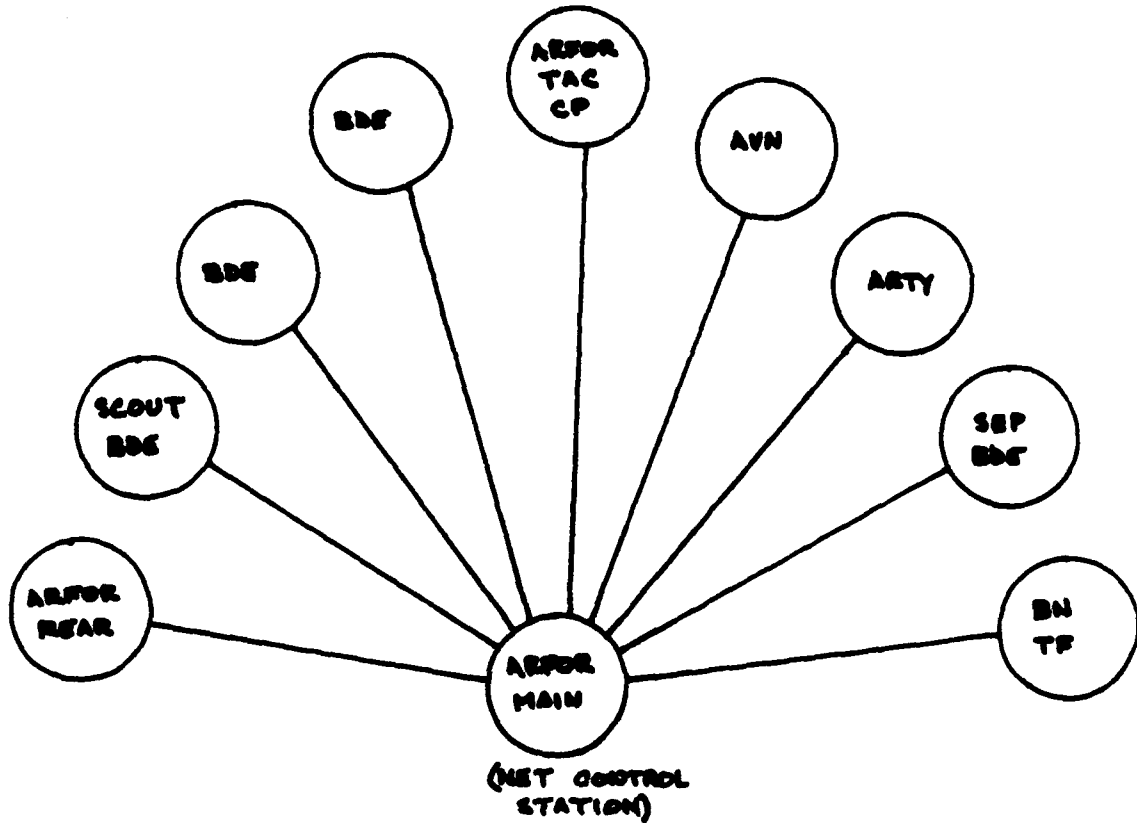 ARFOR
TAC
CP
BDE
AVN
BDE
ARTY
SCOUT
BDE
SEP
BDE
ARFOR
REAR
BN
TF
ARFOR
MAIN
(NET CONTROL
STATION)